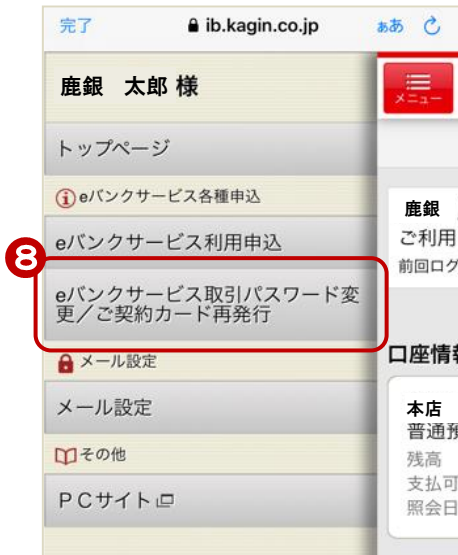 完了
ib.kagin.co.jp
ぁあ
鹿銀 太郎 様
メニュー
トップページ
eバンクサービス各種申込
鹿銀
eバンクサービス利用申込
ご利用
前回ログ
8
eバンクサービス取引パスワード変
更／ご契約カード再発行
口座情報
メール設定
メール設定
本店
普通預
その他
残高
支払可
PCサイト
照会日